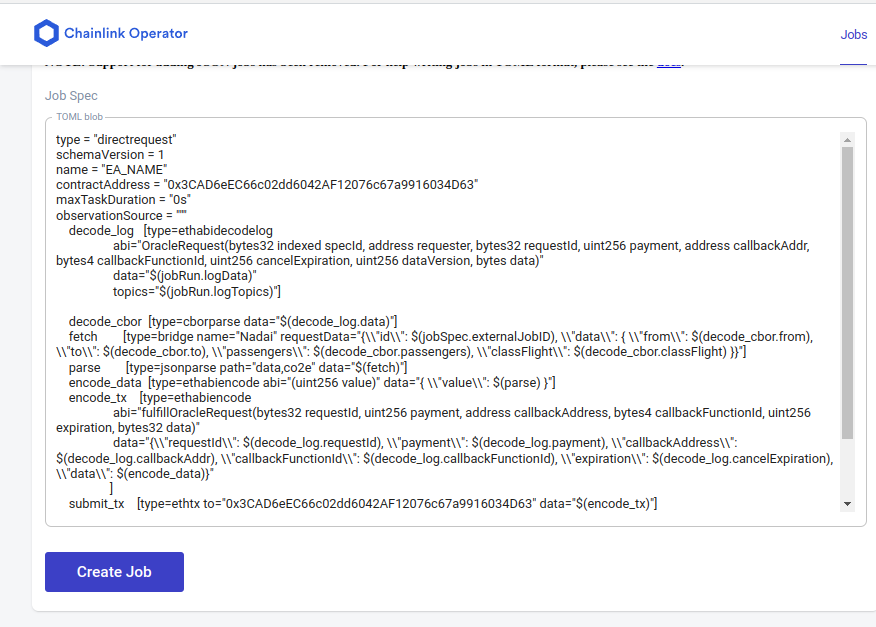 Chainlink Operator
Jobs
Job Spec
TOML blob
type = "directrequest"
schemaVersion = 1
name = "EA_NAME"
contractAddress = "0x3CAD6eEC66c02dd6042AF12076c67a9916034D63"
maxTaskDuration = "0s"
observationSource = """
decode_log [type=ethabidecodelog
abi="OracleRequest(bytes32 indexed specId, address requester, bytes32 requestId, uint256 payment, address callbackAddr,
bytes4 callbackFunctionId, uint256 cancelExpiration, uint256 dataVersion, bytes data)"
data="$(jobRun.logData)"
topics="$(jobRun.logTopics)"]
decode_cbor [type=cborparse data="$(decode_log.data)"]
fetch [type=bridge name="Nadai" requestData="{\\"id\\": $(jobSpec.externalJobID), \\"data\\": { \\"from\\": $(decode_cbor.from),
\\"to\\": $(decode_cbor.to), \\"passengers\\": $(decode_cbor.passengers), \\"classFlight\\": $(decode_cbor.classFlight) }}"]
parse [type=jsonparse path="data,co2e" data="$(fetch)"]
encode_data [type=ethabiencode abi="(uint256 value)" data="{ \\"value\\": $(parse) }"]
encode_tx [type=ethabiencode
abi="fulfillOracleRequest(bytes32 requestId, uint256 payment, address callbackAddress, bytes4 callbackFunctionId, uint256
expiration, bytes32 data)"
data="{\\"requestId\\": $(decode_log.requestId), \\"payment\\": $(decode_log.payment), \\"callbackAddress\\":
$(decode_log.callbackAddr), \\"callbackFunctionId\\": $(decode_log.callbackFunctionId), \\"expiration\\": $(decode_log.cancelExpiration),
\\"data\\": $(encode_data)}"
]
submit_tx [type=ethtx to="0x3CAD6eEC66c02dd6042AF12076c67a9916034D63" data="$(encode_tx)"]
Create Job